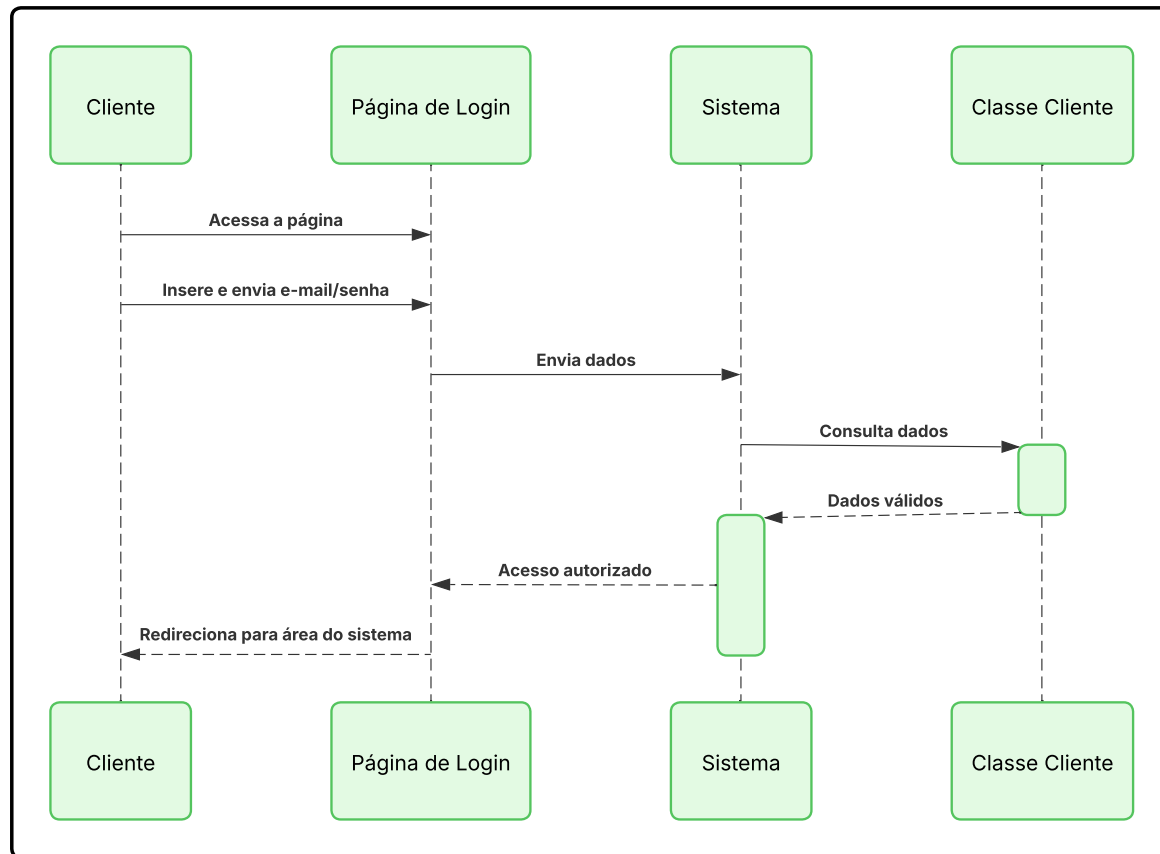 Cliente
Página de Login
Sistema
Classe Cliente
Acessa a página
Insere e envia e-mail/senha
Envia dados
Consulta dados
Dados válidos
Acesso autorizado
Redireciona para área do sistema
Cliente
Página de Login
Sistema
Classe Cliente